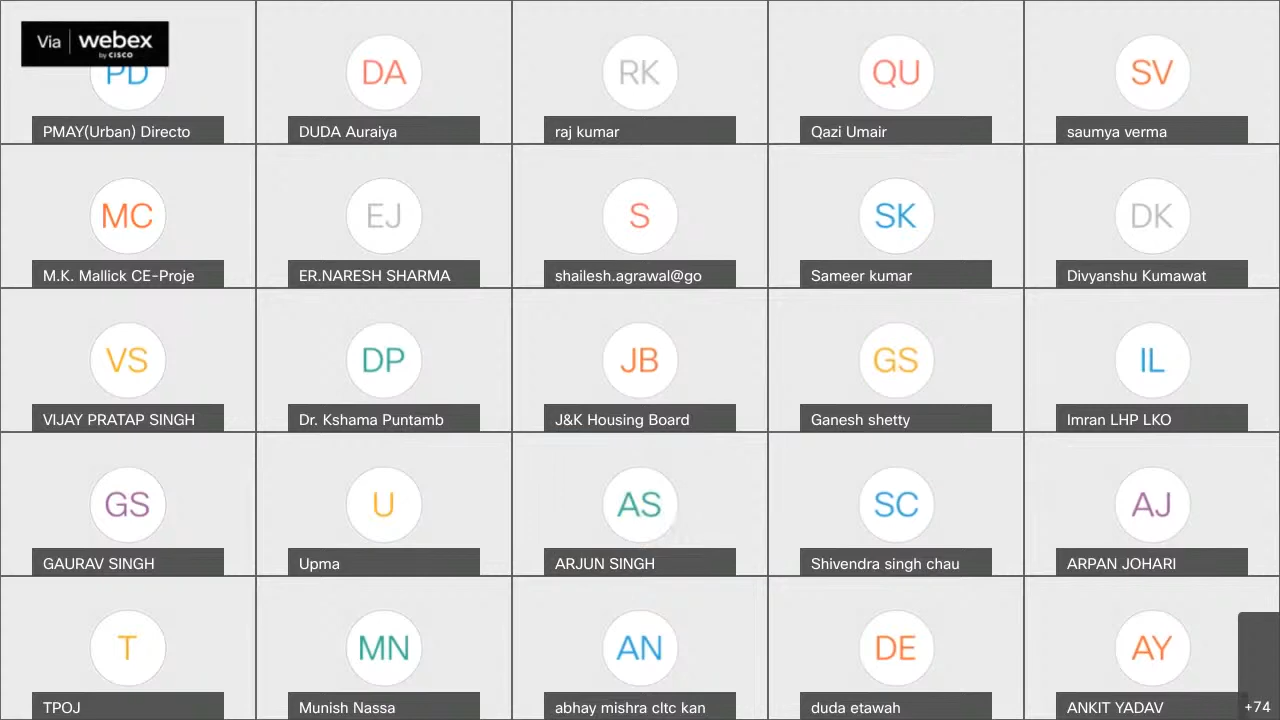 Via webex
by CISCO
PD
PMAY(Urban) Directo
DA
DUDA Auraiya
RK
raj kumar
QU
Qazi Umair
SV
saumya verma
MC
M.K. Mallick CE-Proje
EJ
ER.NARESH SHARMA
S
shailesh.agrawal@go
SK
Sameer kumar
DK
Divyanshu Kumawat
VS
VIJAY PRATAP SINGH
DP
Dr. Kshama Puntamb
JB
J&K Housing Board
GS
Ganesh shetty
IL
Imran LHP LKO
GS
GAURAV SINGH
U
Upma
AS
ARJUN SINGH
SC
Shivendra singh chau
AJ
ARPAN JOHARI
T
TPOJ
MN
Munish Nassa
AN
abhay mishra cltc kan
DE
duda etawah
AY
ANKIT YADAV
+74